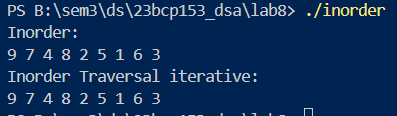 PS B:\sem3\ds\23bcp153_dsa\lab8> ./inorder
Inorder:
9 7 4 8 2 5 1 6 3
Inorder Traversal iterative:
9 7 4 8 2 5 1 6 3